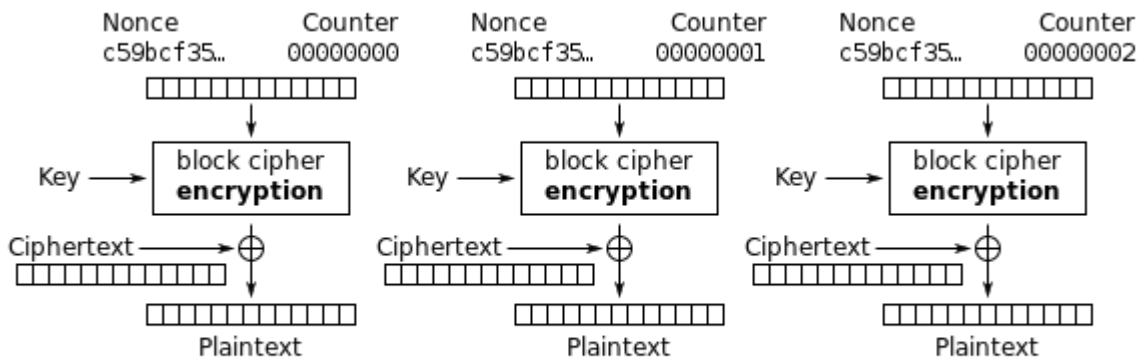 Nonce Counter Nonce Counter Nonce Counter
c59bcf35… 00000000 c59bcf35… 00000001 c59bcf35… 00000002
block cipher block cipher block cipher
Key encryption Key encryption Key encryption
Ciphertext Ciphertext Ciphertext
Plaintext Plaintext Plaintext